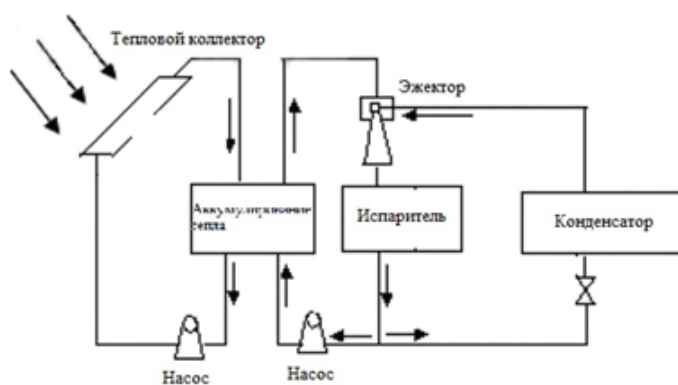 Тепловой коллектор
Эжектор
Аккумулирование
тепла
Испаритель
Конденсатор
Насос
Насос